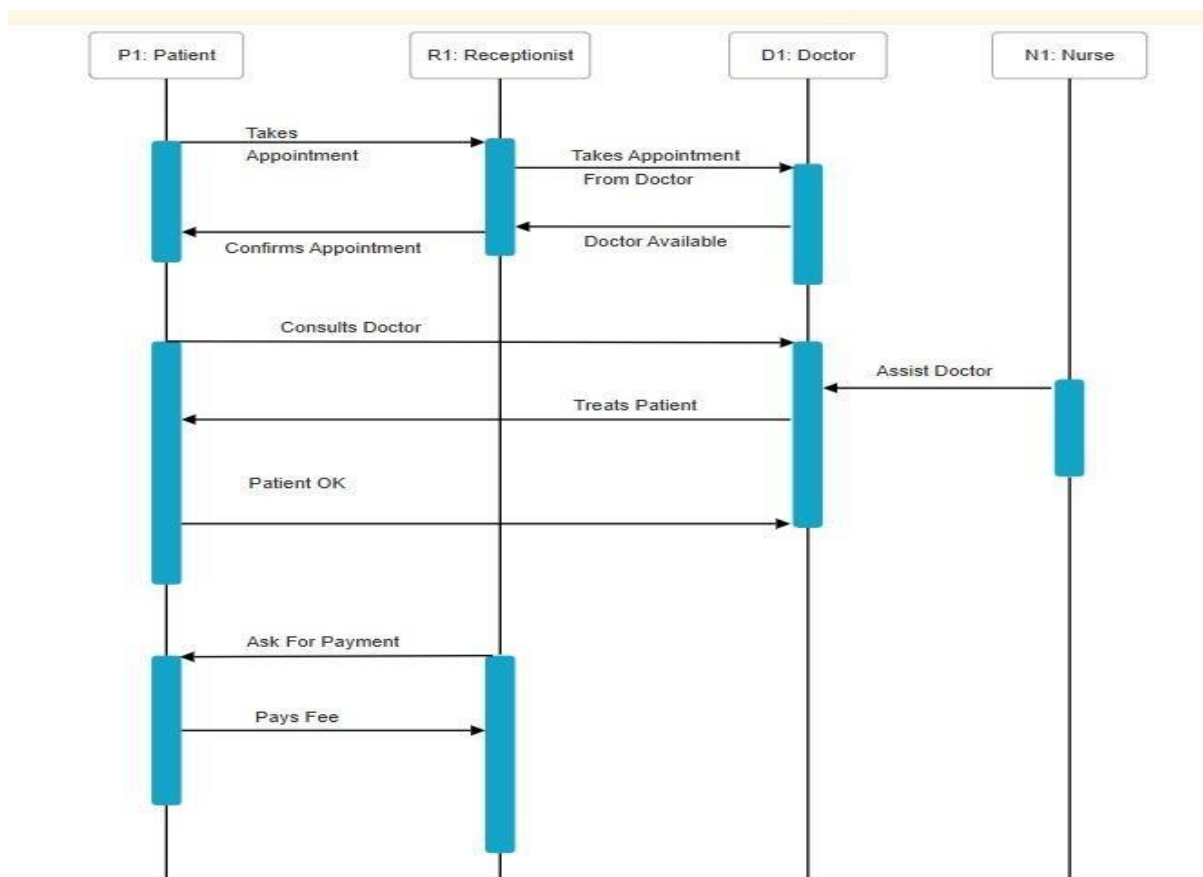 P1: Patient
R1: Receptionist
D1: Doctor
N1: Nurse
Takes
Appointment
Takes Appointment
From Doctor
Doctor Available
Confirms Appointment
Consults Doctor
Assist Doctor
Treats Patient
Patient OK
Ask For Payment
Pays Fee